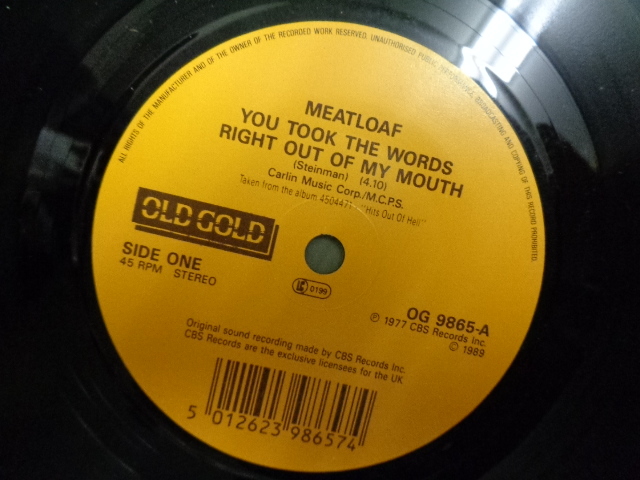 ALL RIGHTS OF THE MANUFACTURER AND OF THE OWNER OF THE RECORDED WORK RESERVED. UNAUTHORISED PUBLIC PERFORMANCE, BROADCASTING AND COPYING OF THIS RECORD PROHIBITED.
MEATLOAF
YOU TOOK THE WORDS
RIGHT OUT OF MY MOUTH
(Steinman) (4.10)
Carlin Music Corp./M.C.P.S.
Taken from the album 4504471 - "Hits Out Of Hell"
OLD GOLD
SIDE ONE
45 RPM STEREO
LC 0199
OG 9865-A
℗ 1977 CBS Records Inc.
© 1989
Original sound recording made by CBS Records Inc.
CBS Records are the exclusive licensees for the UK
5 012623 986574